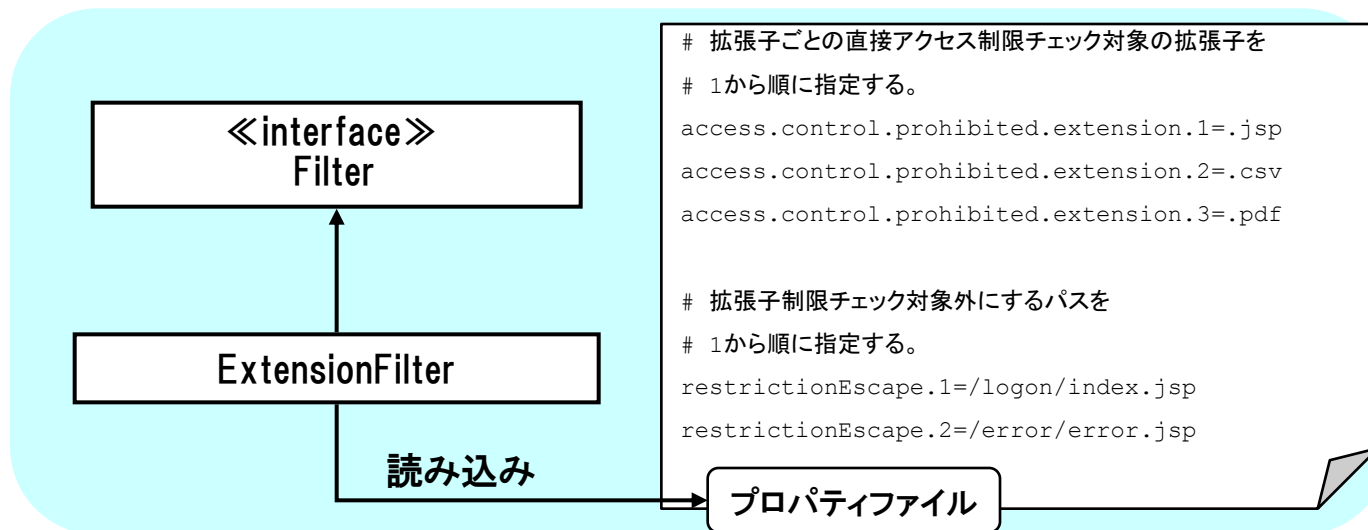 ≪interface≫
Filter
ExtensionFilter
読み込み
# 拡張子ごとの直接アクセス制限チェック対象の拡張子を
# 1から順に指定する。
access.control.prohibited.extension.1=.jsp
access.control.prohibited.extension.2=.csv
access.control.prohibited.extension.3=.pdf
# 拡張子制限チェック対象外にするパスを
# 1から順に指定する。
restrictionEscape.1=/logon/index.jsp
restrictionEscape.2=/error/error.jsp
プロパティファイル